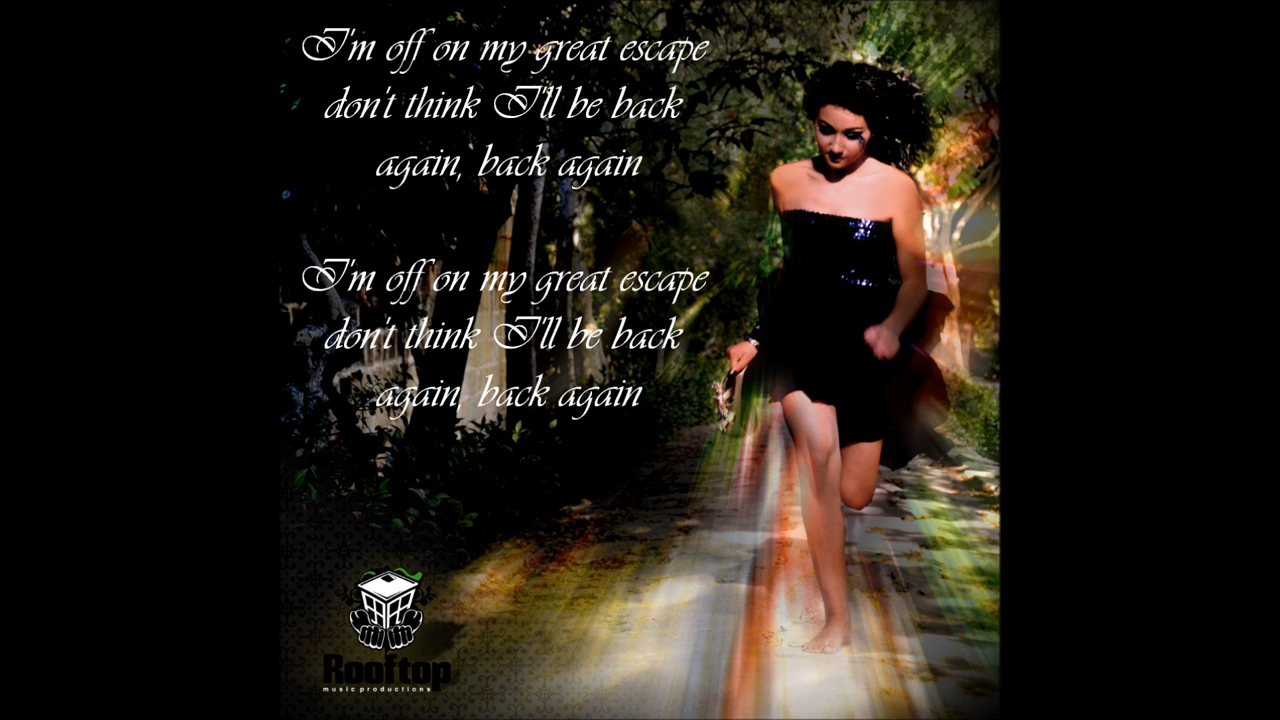 I'm off on my great escape
don't think I'll be back
again, back again
I'm off on my great escape
don't think I'll be back
again, back again
Rooftop
music productions